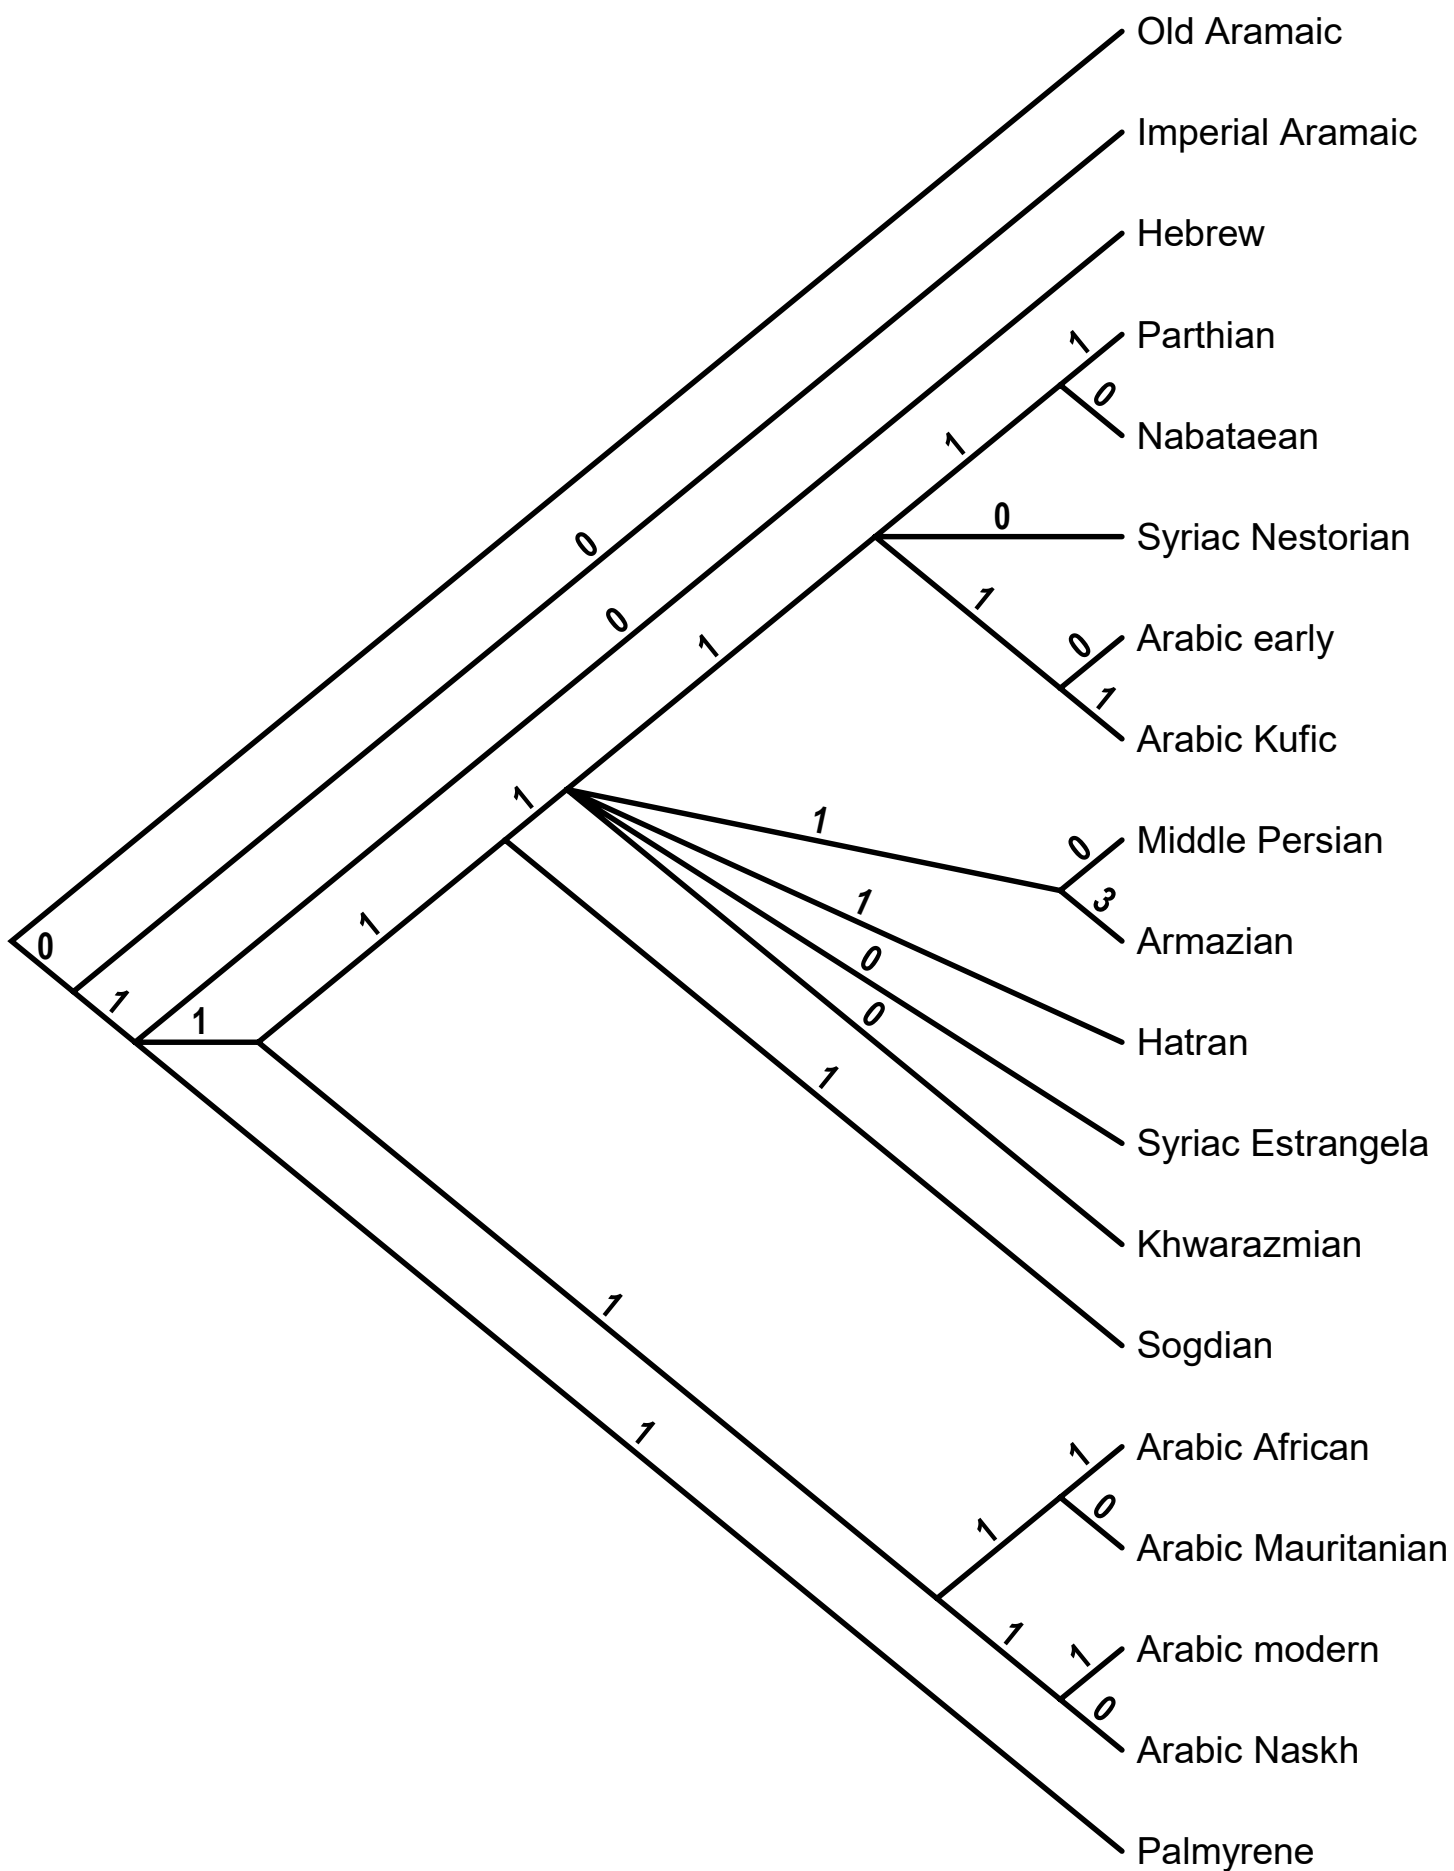 Old Aramaic
Imperial Aramaic
Hebrew
1 Parthian
0
Nabataean
1
0
Syriac Nestorian
0
1
0
0 Arabic early
1
1
Arabic Kufic
1
1
0 Middle Persian
3
1
1
Armazian
0
0
0
1
1
Hatran
1
Syriac Estrangela
Khwarazmian
1
Sogdian
1
1
1 Arabic African
0
1
Arabic Mauritanian
1
1 Arabic modern
0
Arabic Naskh
Palmyrene